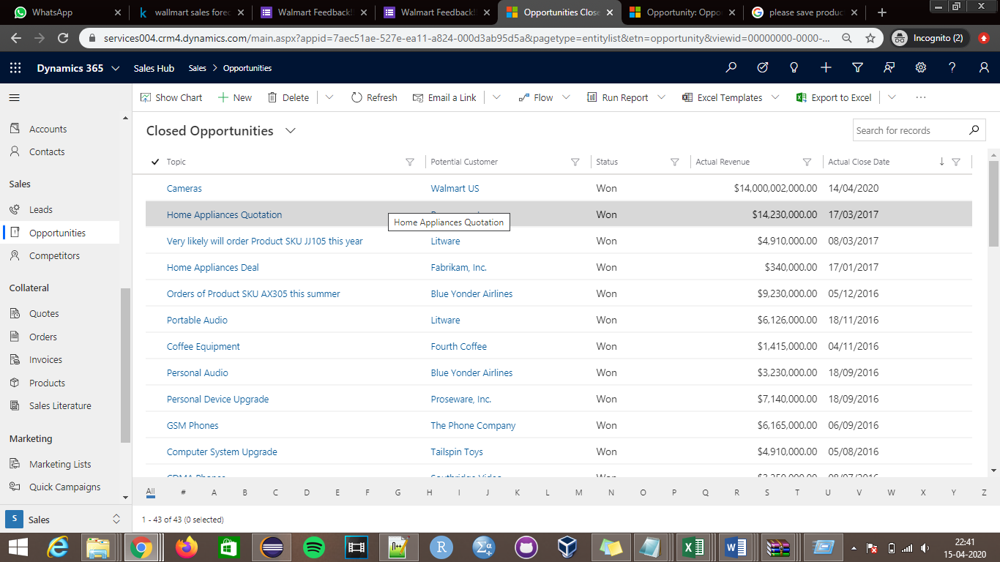 WhatsApp
wallmart sales forec
Walmart Feedback!
Walmart Feedback!
Opportunities Close
Opportunity: Oppo
please save produc
services004.crm4.dynamics.com/main.aspx?appid=7aec51ae-527e-ea11-a824-000d3ab95d5a&pagetype=entitylist&etn=opportunity&viewid=00000000-0000-...
Incognito (2)
Dynamics 365
Sales Hub
Sales > Opportunities
Show Chart
New
Delete
Refresh
Email a Link
Flow
Run Report
Excel Templates
Export to Excel
Accounts
Contacts
Sales
Leads
Opportunities
Competitors
Collateral
Quotes
Orders
Invoices
Products
Sales Literature
Marketing
Marketing Lists
Quick Campaigns
S Sales
Closed Opportunities
Search for records
Topic Potential Customer Status Actual Revenue Actual Close Date
Cameras Walmart US Won $14,000,002,000.00 14/04/2020
Home Appliances Quotation Won $14,230,000.00 17/03/2017
Home Appliances Quotation
Very likely will order Product SKU JJ105 this year Litware Won $4,910,000.00 08/03/2017
Home Appliances Deal Fabrikam, Inc. Won $340,000.00 17/01/2017
Orders of Product SKU AX305 this summer Blue Yonder Airlines Won $9,230,000.00 05/12/2016
Portable Audio Litware Won $6,126,000.00 18/11/2016
Coffee Equipment Fourth Coffee Won $1,415,000.00 04/11/2016
Personal Audio Blue Yonder Airlines Won $3,230,000.00 18/09/2016
Personal Device Upgrade Proseware, Inc. Won $7,140,000.00 18/09/2016
GSM Phones The Phone Company Won $6,165,000.00 06/09/2016
Computer System Upgrade Tailspin Toys Won $4,910,000.00 05/08/2016
CDMA Phones Southridge Video Won
All # A B C D E F G H I J K L M N O P Q R S T U V W X Y Z
1 - 43 of 43 (0 selected)
22:41
15-04-2020